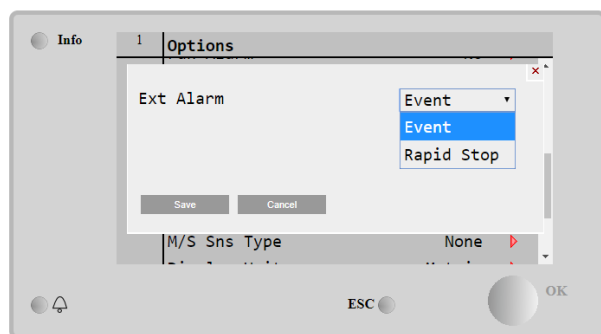 Info
1 Options
×
Ext Alarm Event
Event
Rapid Stop
Save Cancel
M/S Sns Type None
OK
ESC